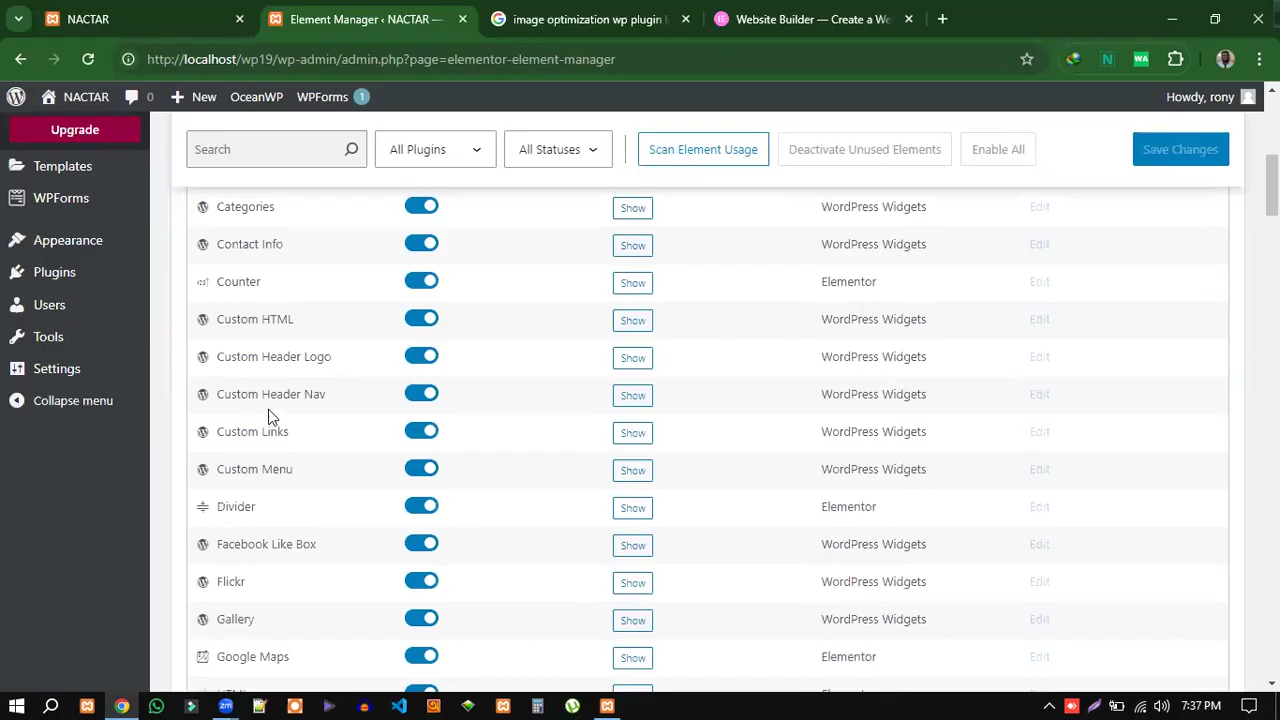 NACTAR
Element Manager ‹ NACTAR —
image optimization wp plugin
Website Builder — Create a We
http://localhost/wp19/wp-admin/admin.php?page=elementor-element-manager
N
WA
NACTAR
0
New
OceanWP
WPForms 1
Howdy, rony
Upgrade
Templates
WPForms
Appearance
Plugins
Users
Tools
Settings
Collapse menu
Search
All Plugins
All Statuses
Scan Element Usage
Deactivate Unused Elements
Enable All
Save Changes
Categories Show WordPress Widgets Edit
Contact Info Show WordPress Widgets Edit
Counter Show Elementor Edit
Custom HTML Show WordPress Widgets Edit
Custom Header Logo Show WordPress Widgets Edit
Custom Header Nav Show WordPress Widgets Edit
Custom Links Show WordPress Widgets Edit
Custom Menu Show WordPress Widgets Edit
Divider Show Elementor Edit
Facebook Like Box Show WordPress Widgets Edit
Flickr Show WordPress Widgets Edit
Gallery Show WordPress Widgets Edit
Google Maps Show Elementor Edit
7:37 PM